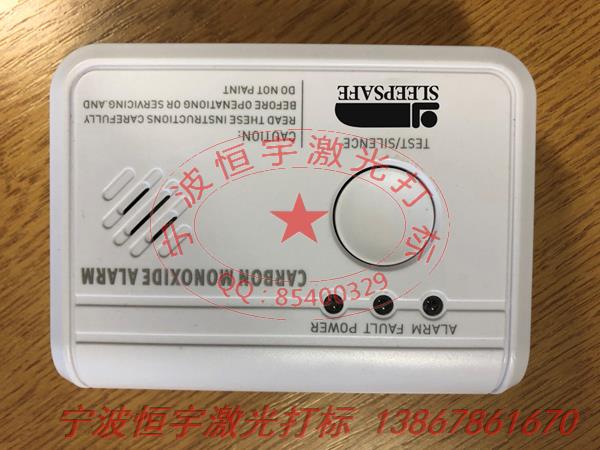 ALARM FAULT POWER
CARBON MONOXIDE ALARM
TEST/SILENCE
SLEEPSAFE
CAUTION:
READ THESE INSTRUCTIONS CAREFULLY
BEFORE OPENATIONS OR SERVICING.AND
DO NOT PAINT
宁波恒宇激光打标
QQ:85400329
宁波恒宇激光打标 13867861670